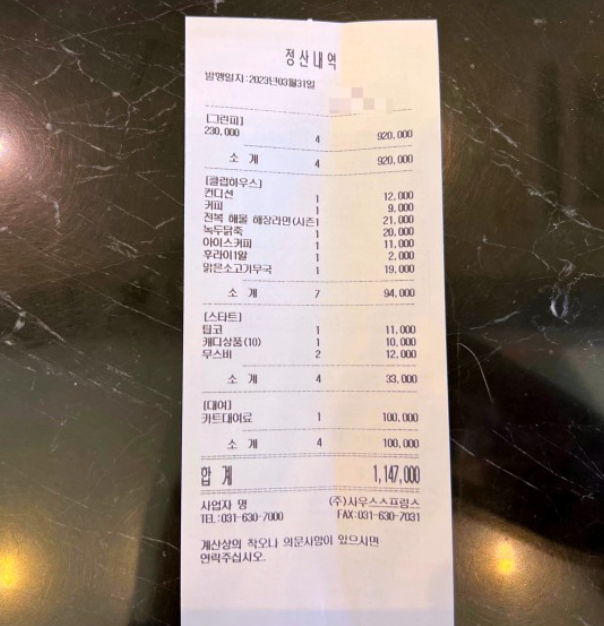 정산내역
발행일자:2023년03월31일
[그린피]
230,000 4 920,000
소 계 4 920,000
[클럽하우스]
컨디션 1 12,000
커피 1 9,000
전복 해물 해장라면(시즌1 21,000
녹두닭죽 1 20,000
아이스커피 1 11,000
후라이1알 1 2,000
맑은소고기무국 1 19,000
소 계 7 94,000
[스타트]
팁코 1 11,000
캐디상품(10) 1 10,000
무스비 2 12,000
소 계 4 33,000
[대여]
카트대여료 1 100,000
소 계 4 100,000
합 계 1,147,000
사업자 명 (주)사우스스프링스
TEL:031-630-7000 FAX:031-630-7031
계산상의 착오나 의문사항이 있으시면
연락주십시오.